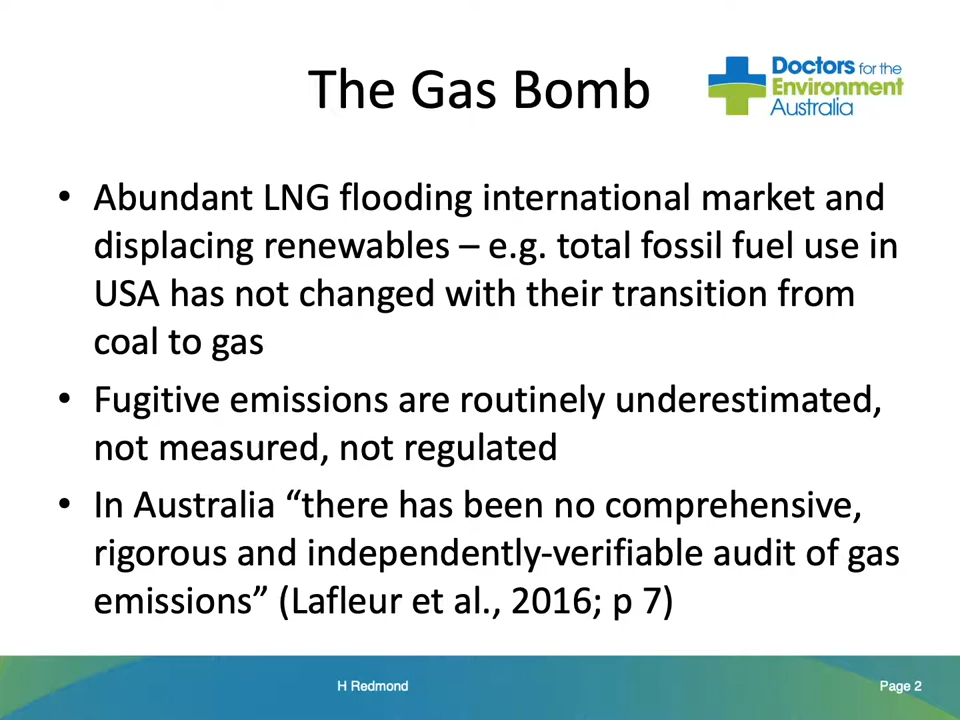 The Gas Bomb
Doctors for the
Environment
Australia
• Abundant LNG flooding international market and
displacing renewables – e.g. total fossil fuel use in
USA has not changed with their transition from
coal to gas
• Fugitive emissions are routinely underestimated,
not measured, not regulated
• In Australia “there has been no comprehensive,
rigorous and independently-verifiable audit of gas
emissions” (Lafleur et al., 2016; p 7)
H Redmond
Page 2